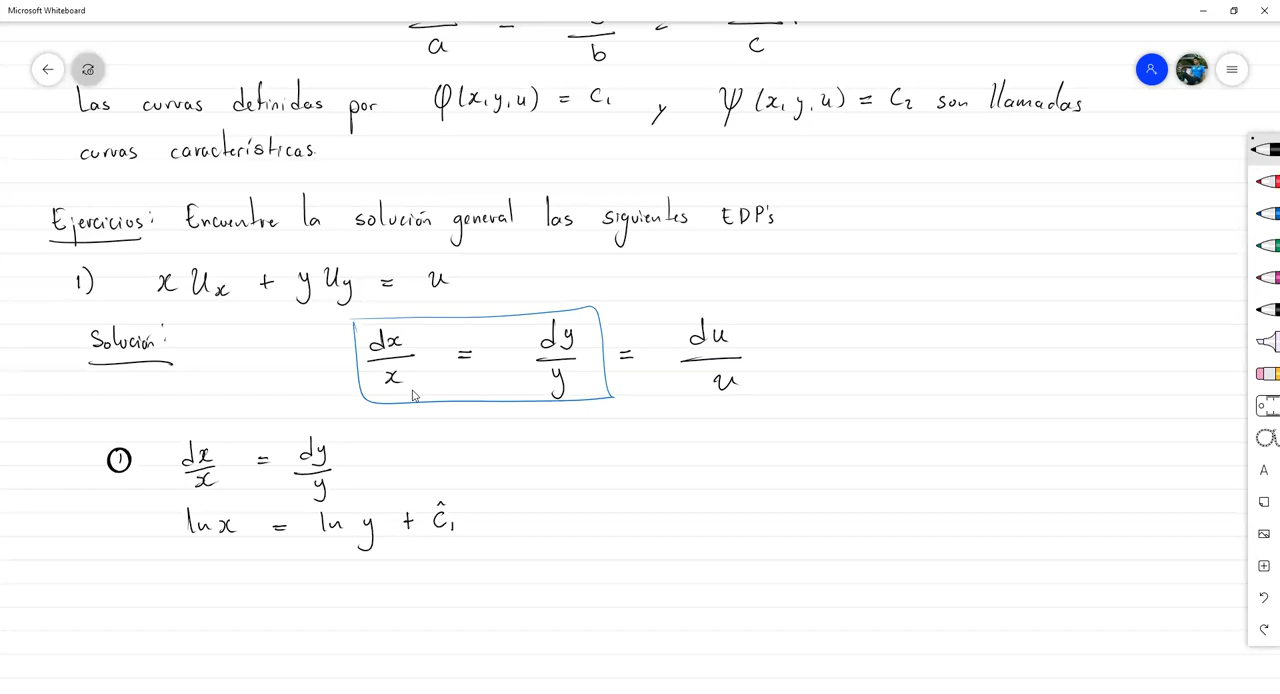 Microsoft Whiteboard
a = b = c
Las curvas definidas por φ(x,y,u) = C₁ y ψ(x,y,u) = C₂ son llamadas
curvas características.
Ejercicios: Encuentre la solución general las siguientes EDP's
1) x Uₓ + y U_y = u
Solución: dx/x = dy/y = du/u
① dx/x = dy/y
ln x = ln y + Ĉ₁
A